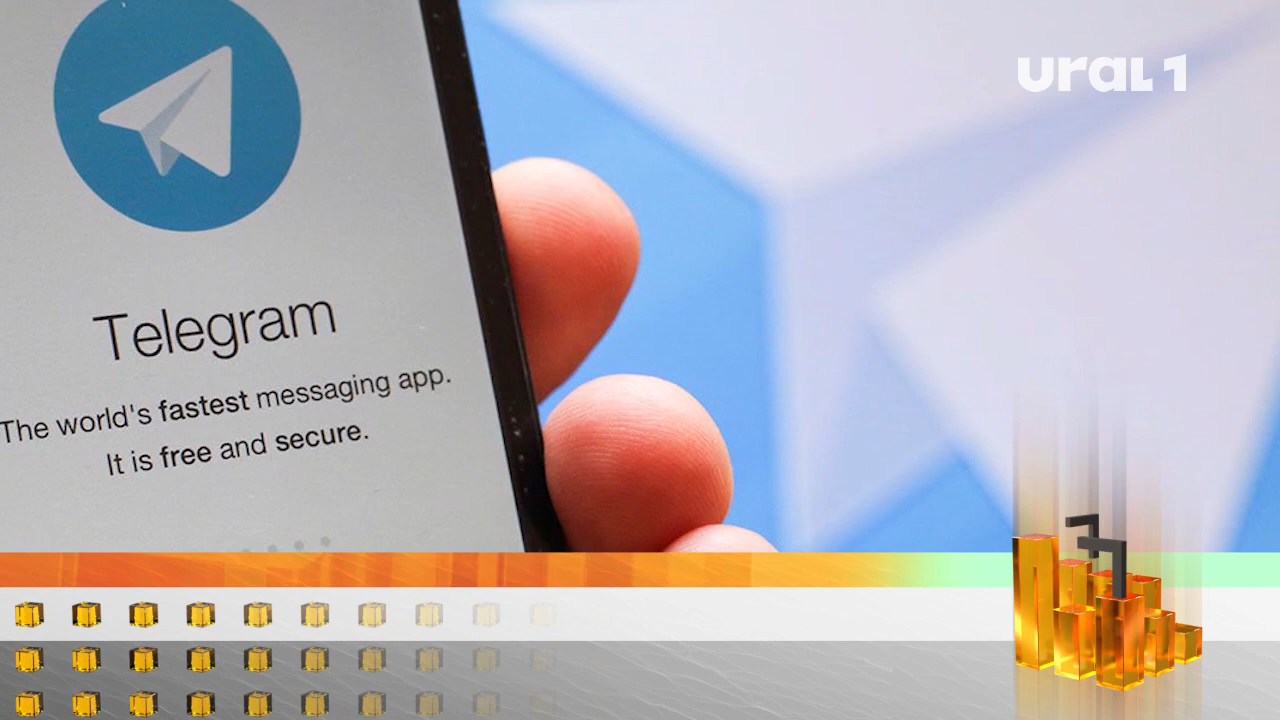 ural 1
Telegram
The world's fastest messaging app.
It is free and secure.